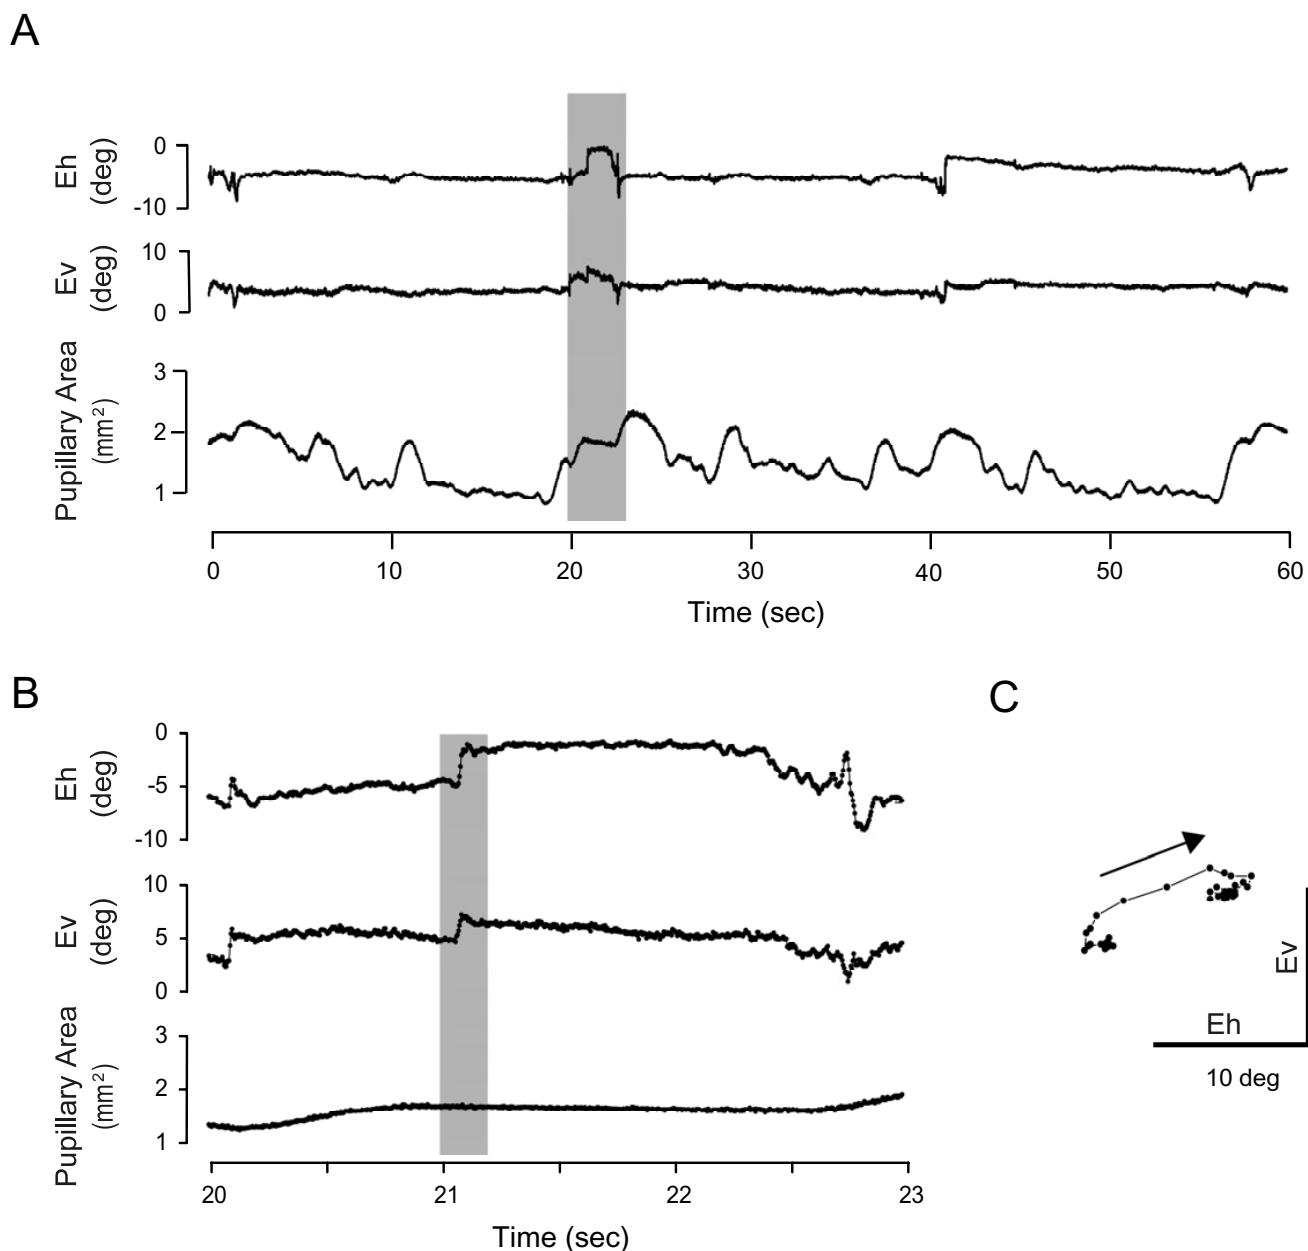 A
Eh
(deg)
0
-10
Ev
(deg)
10
0
Pupillary Area
(mm²)
3
2
1
0 10 20 30 40 50 60
Time (sec)
B
Eh
(deg)
0
-5
-10
Ev
(deg)
10
5
0
Pupillary Area
(mm²)
3
2
1
20 21 22 23
Time (sec)
C
Ev
Eh
10 deg